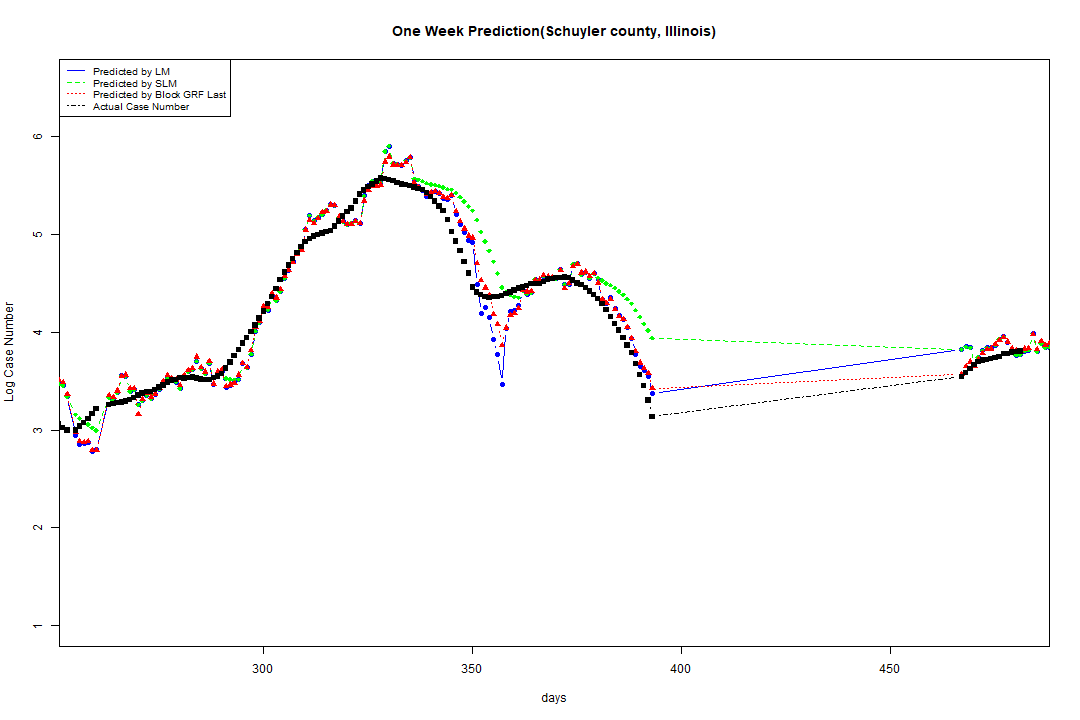 One Week Prediction(Schuyler county, Illinois)
Predicted by LM
Predicted by SLM
Predicted by Block GRF Last
Actual Case Number
Log Case Number
6
5
4
3
2
1
300 350 400 450
days